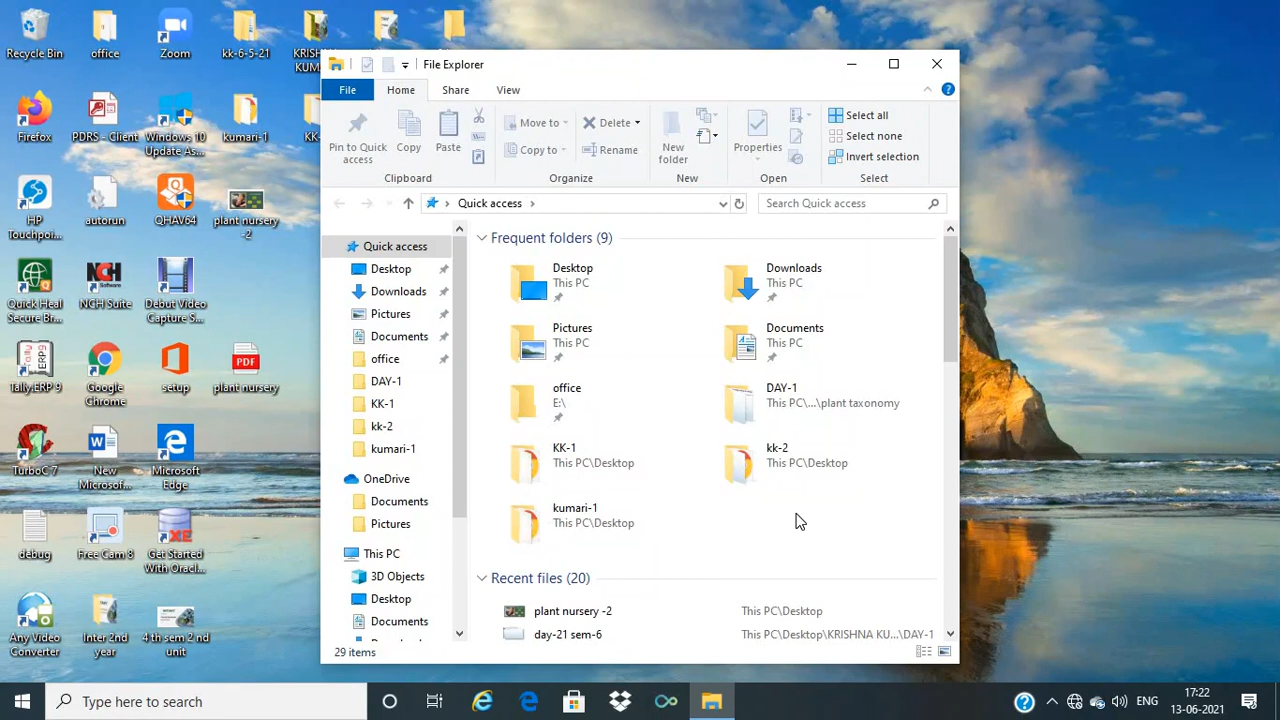 Recycle Bin
office
Zoom
kk-6-5-21
KRISHNA
KUM...
File Explorer
File
Home
Share
View
Firefox
PDRS - Client
Windows 10
Update As...
kumari-1
KK-
Pin to Quick
access
Copy
Paste
Move to
Copy to
Delete
Rename
New
folder
Properties
Select all
Select none
Invert selection
Clipboard
Organize
New
Open
Select
HP
Touchpoi...
autorun
QHAV64
plant nursery
-2
Quick access
Search Quick access
Quick access
Desktop
Downloads
Pictures
Documents
office
DAY-1
KK-1
kk-2
kumari-1
OneDrive
Documents
Pictures
This PC
3D Objects
Desktop
Documents
Frequent folders (9)
Desktop
This PC
Downloads
This PC
Pictures
This PC
Documents
This PC
office
E:\
DAY-1
This PC\...\plant taxonomy
KK-1
This PC\Desktop
kk-2
This PC\Desktop
kumari-1
This PC\Desktop
Recent files (20)
plant nursery -2
This PC\Desktop
day-21 sem-6
This PC\Desktop\KRISHNA KU...\DAY-1
29 items
Quick Heal
Secure Br...
NCH
NCH Suite
Debut Video
Capture S...
Tally.ERP 9
Google
Chrome
setup
PDF
plant nursery
TurboC 7
New
Microsof...
Microsoft
Edge
debug
Free Cam 8
XE
Get Started
With Oracl...
Any Video
Converter
Inter 2nd
year
4 th sem 2 nd
unit
Type here to search
ENG
17:22
13-06-2021